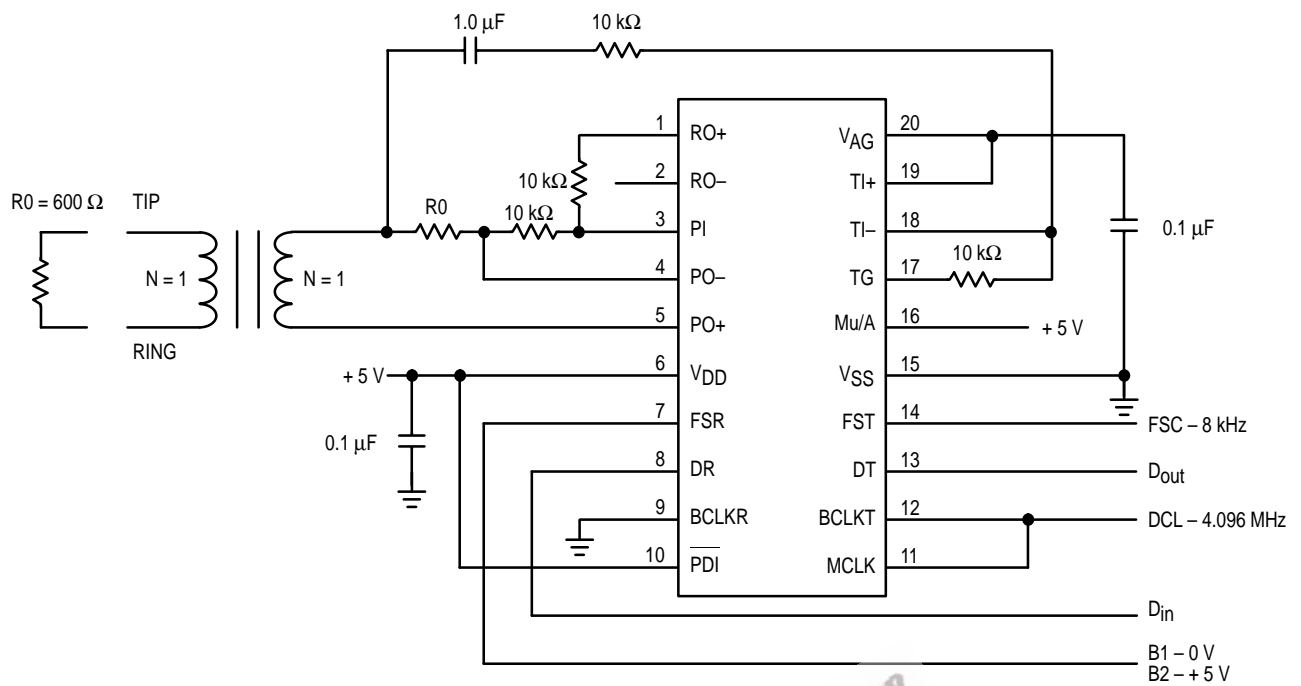 1.0 μF
10 kΩ
1
RO+
VAG
20
2
RO–
10 kΩ
TI+
19
R0 = 600 Ω
TIP
R0
10 kΩ
3
PI
TI–
18
0.1 μF
N = 1
N = 1
4
PO–
TG
17
10 kΩ
5
PO+
Mu/A
16
+ 5 V
RING
+ 5 V
6
VDD
VSS
15
7
FSR
FST
14
FSC – 8 kHz
0.1 μF
8
DR
DT
13
Dout
9
BCLKR
BCLKT
12
DCL – 4.096 MHz
10
PDI
MCLK
11
Din
B1 – 0 V
B2 – + 5 V